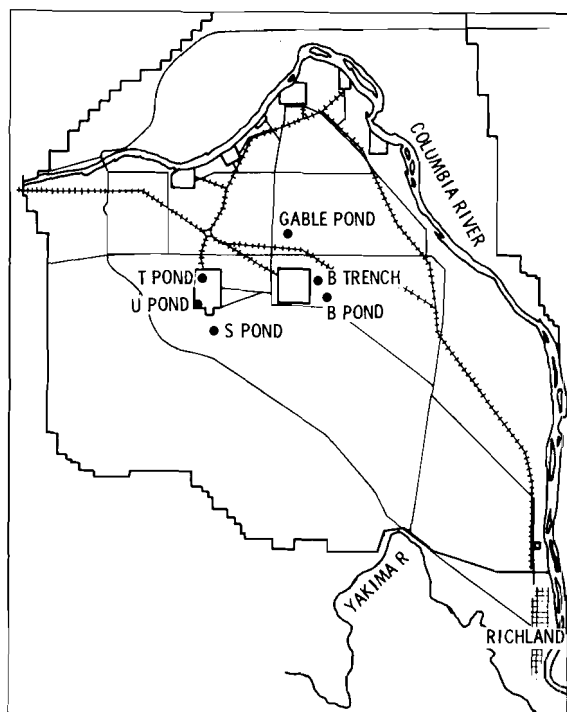 COLUMBIA RIVER
GABLE POND
T POND
B TRENCH
U POND
B POND
S POND
YAKIMA R
RICHLAND